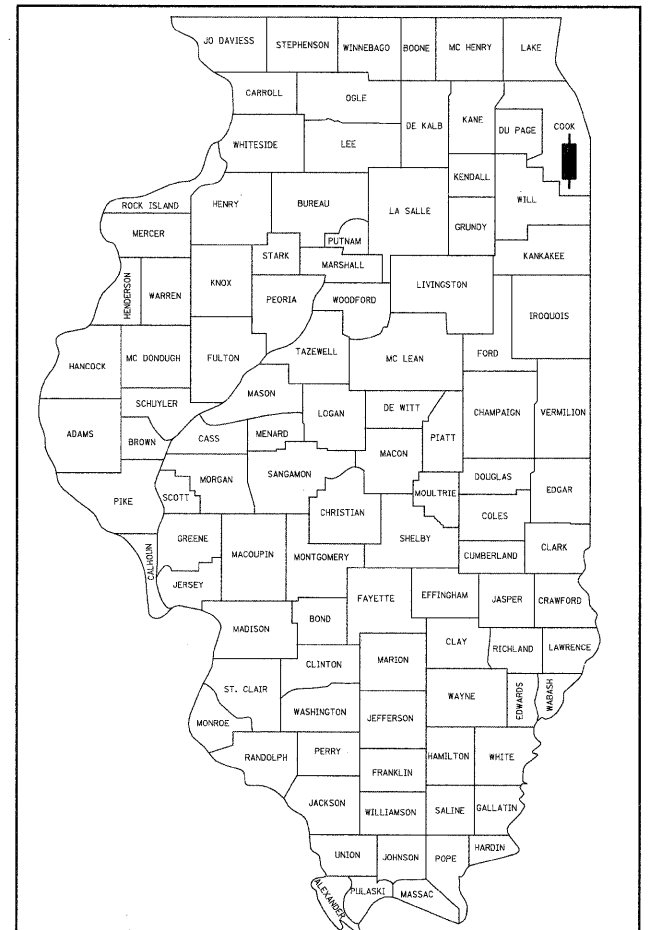 JO DAVIESS
STEPHENSON
WINNEBAGO
BOONE
MC HENRY
LAKE
CARROLL
OGLE
DE KALB
KANE
DU PAGE
COOK
WHITESIDE
LEE
KENDALL
WILL
ROCK ISLAND
HENRY
BUREAU
LA SALLE
GRUNDY
MERCER
PUTNAM
STARK
MARSHALL
KANKAKEE
HENDERSON
WARREN
KNOX
PEORIA
WOODFORD
LIVINGSTON
IROQUOIS
HANCOCK
MC DONOUGH
FULTON
TAZEWELL
MC LEAN
FORD
MASON
SCHUYLER
LOGAN
DE WITT
CHAMPAIGN
VERMILION
ADAMS
BROWN
CASS
MENARD
MACON
PIATT
PIKE
SCOTT
MORGAN
SANGAMON
CHRISTIAN
MOULTRIE
DOUGLAS
EDGAR
COLES
CALHOUN
GREENE
MACOUPIN
MONTGOMERY
SHELBY
CUMBERLAND
CLARK
JERSEY
FAYETTE
EFFINGHAM
JASPER
CRAWFORD
MADISON
BOND
CLAY
RICHLAND
LAWRENCE
CLINTON
MARION
ST. CLAIR
WASHINGTON
WAYNE
EDWARDS
WABASH
MONROE
JEFFERSON
RANDOLPH
PERRY
HAMILTON
WHITE
FRANKLIN
JACKSON
WILLIAMSON
SALINE
GALLATIN
UNION
JOHNSON
POPE
HARDIN
ALEXANDER
PULASKI
MASSAC